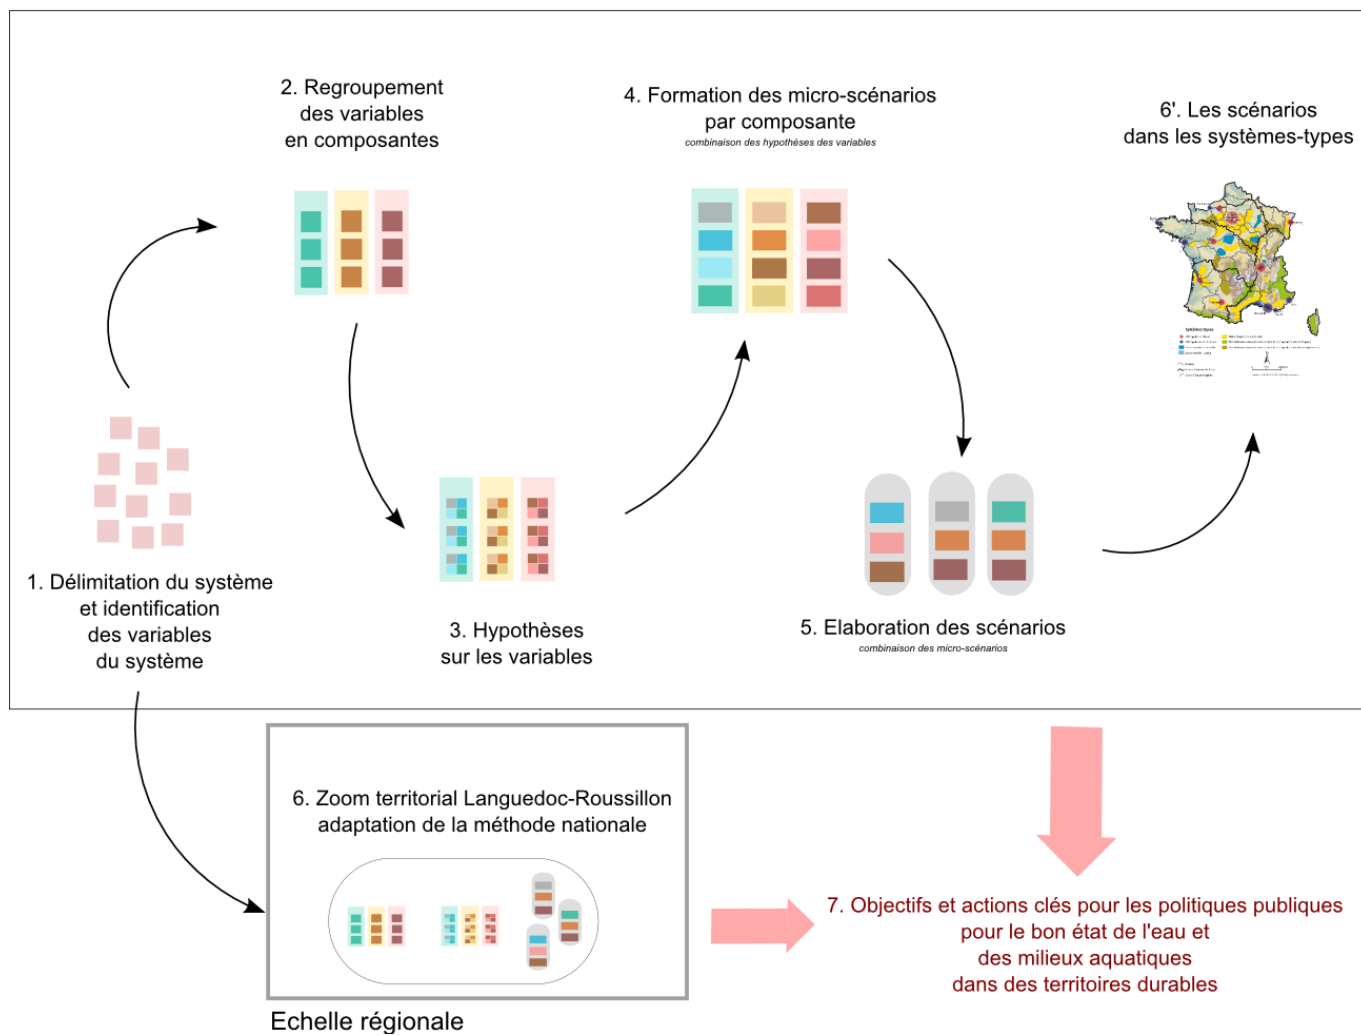 2. Regroupement
des variables
en composantes
4. Formation des micro-scénarios
par composante
combinaison des hypothèses des variables
6'. Les scénarios
dans les systèmes-types
Systèmes types
1. Délimitation du système
et identification
des variables
du système
3. Hypothèses
sur les variables
5. Elaboration des scénarios
combinaison des micro-scénarios
6. Zoom territorial Languedoc-Roussillon
adaptation de la méthode nationale
7. Objectifs et actions clés pour les politiques publiques
pour le bon état de l'eau et
des milieux aquatiques
dans des territoires durables
Echelle régionale